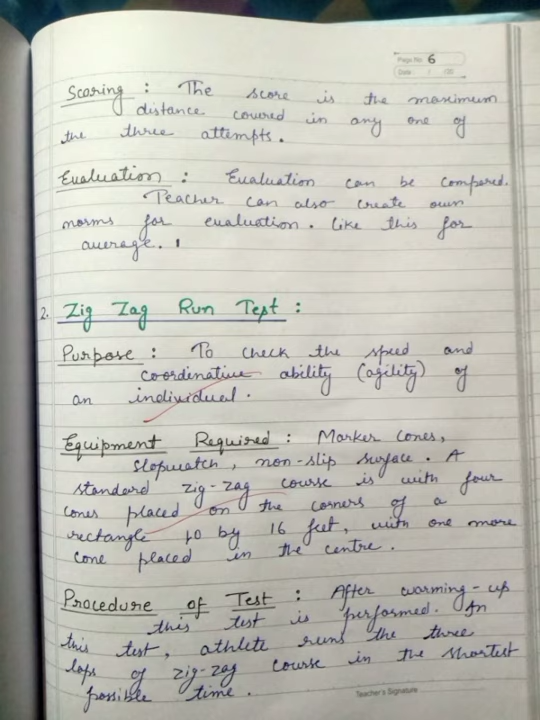 Page No. 6
Date: / /20
Scoring : The score is the maximum
distance covered in any one of
the three attempts.
Evaluation : Evaluation can be compared.
Teacher can also create own
norms for evaluation. like this for
average.
2. Zig Zag Run Test :
Purpose : To check the speed and
coordinative ability (agility) of
an individual.
Equipment Required : Marker cones,
stopwatch, non-slip surface. A
standard zig-zag course is with four
cones placed on the corners of a
rectangle 10 by 16 feet, with one more
cone placed in the centre.
Procedure of Test : After warming-up
this test is performed. In
this test, athlete runs the three
laps of zig-zag course in the shortest
possible time.
Teacher's Signature